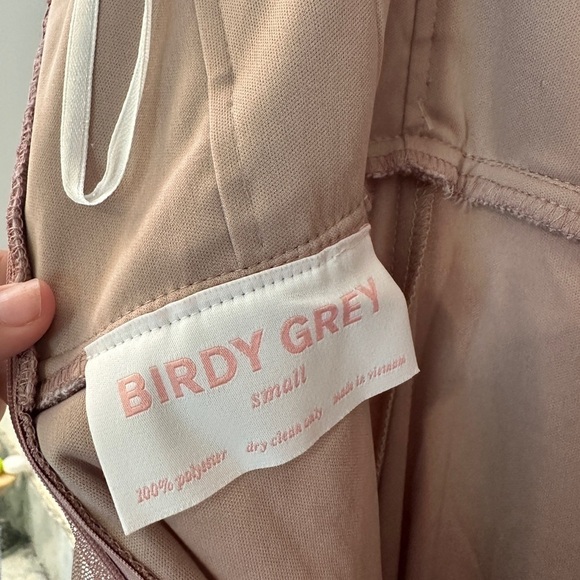 BIRDY GREY
small
100% polyester dry clean only made in vietnam